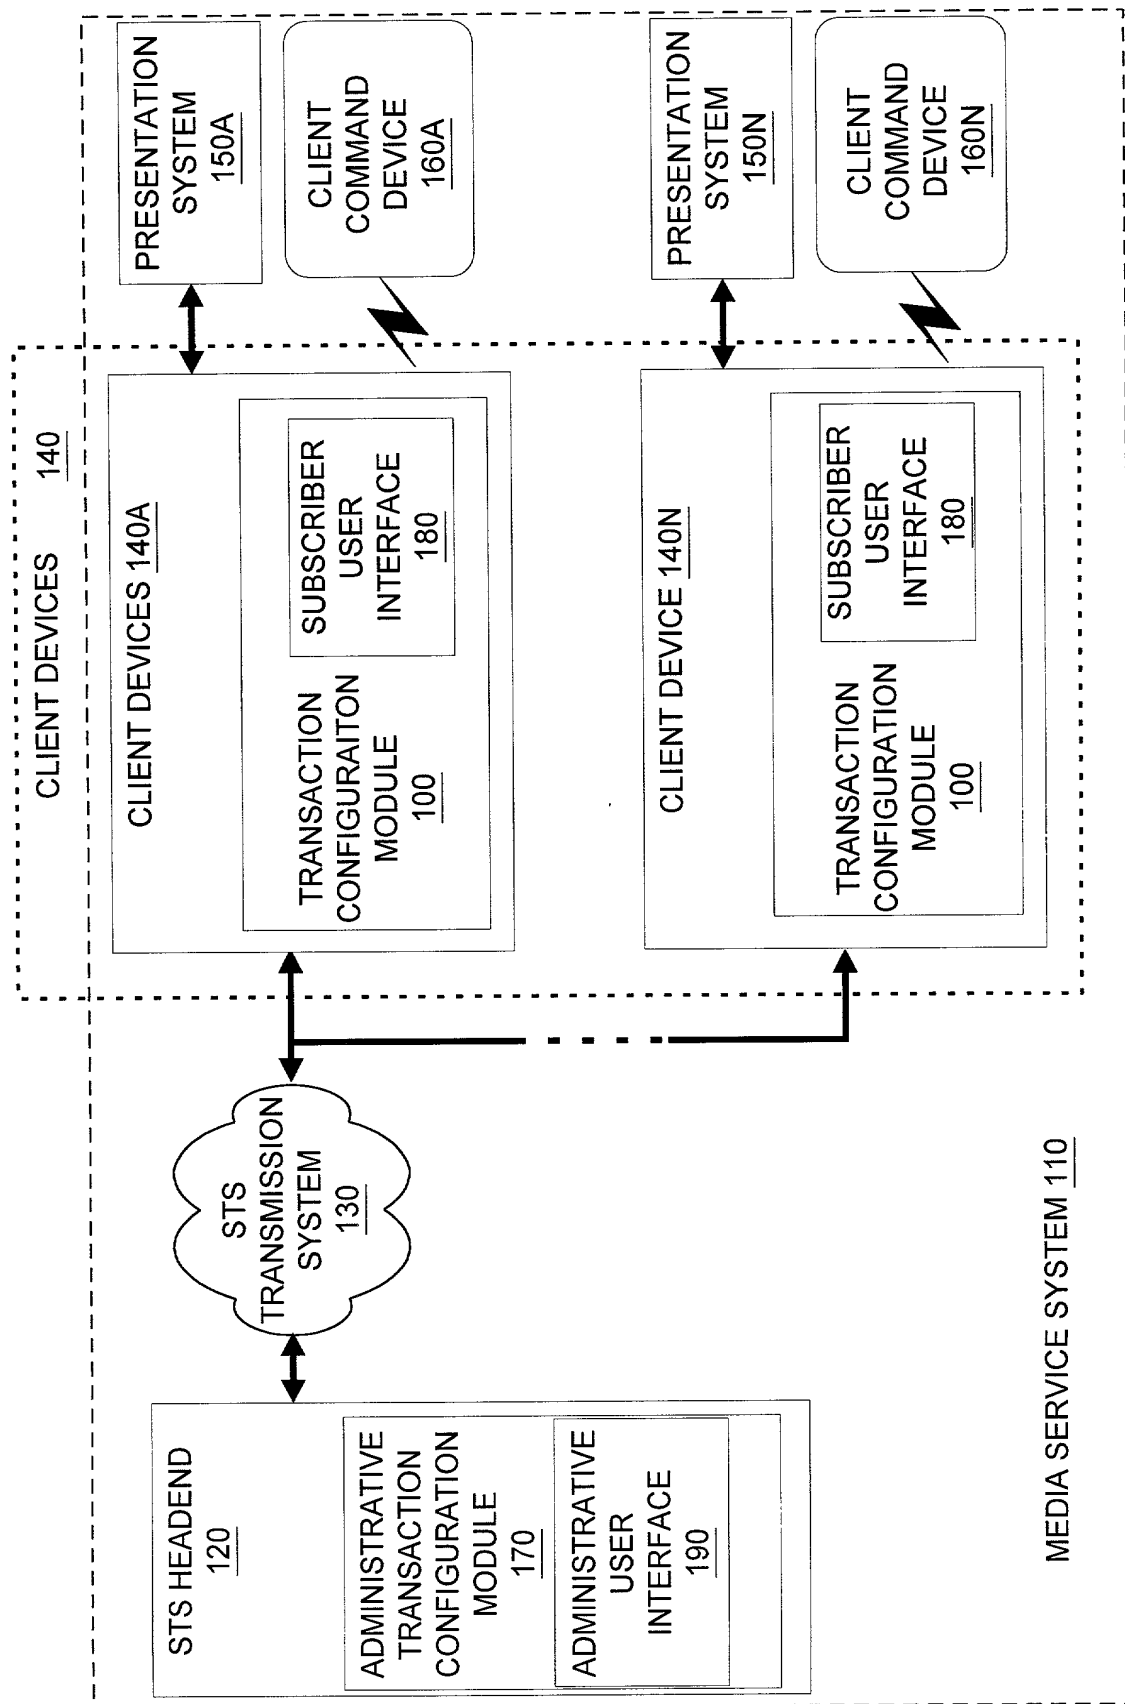 CLIENT DEVICES 140
STS HEADEND
120
ADMINISTRATIVE
TRANSACTION
CONFIGURATION
MODULE
170
ADMINISTRATIVE
USER
INTERFACE
190
STS
TRANSMISSION
SYSTEM
130
CLIENT DEVICES 140A
TRANSACTION
CONFIGURAITON
MODULE
100
SUBSCRIBER
USER
INTERFACE
180
PRESENTATION
SYSTEM
150A
CLIENT
COMMAND
DEVICE
160A
CLIENT DEVICE 140N
TRANSACTION
CONFIGURATION
MODULE
100
SUBSCRIBER
USER
INTERFACE
180
PRESENTATION
SYSTEM
150N
CLIENT
COMMAND
DEVICE
160N
MEDIA SERVICE SYSTEM 110